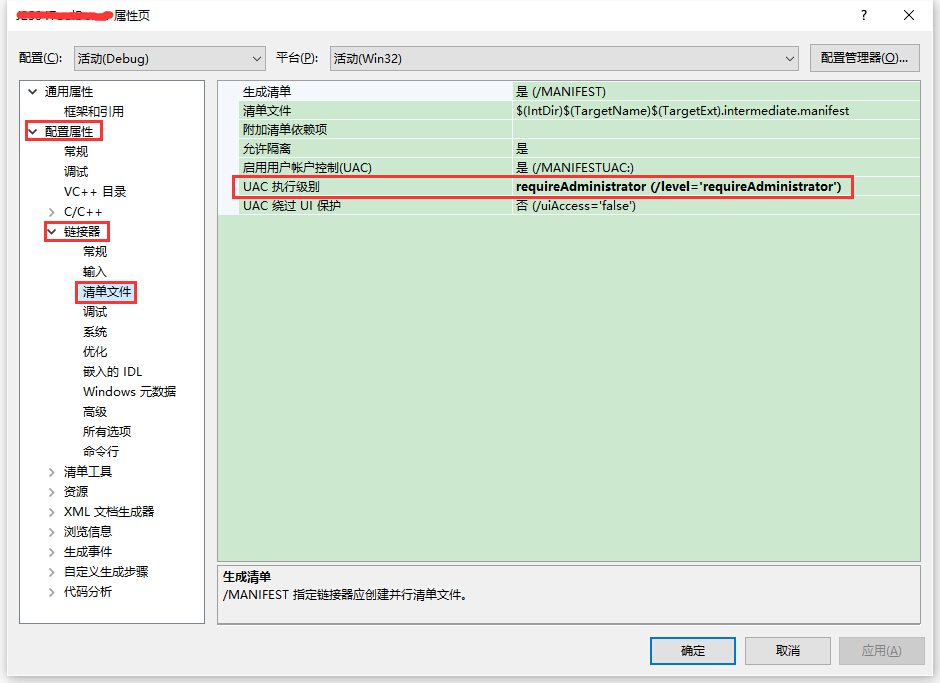 属性页
?
配置(C):
活动(Debug)
平台(P):
活动(Win32)
配置管理器(O)...
通用属性
框架和引用
配置属性
常规
调试
VC++ 目录
C/C++
链接器
常规
输入
清单文件
调试
系统
优化
嵌入的 IDL
Windows 元数据
高级
所有选项
命令行
清单工具
资源
XML 文档生成器
浏览信息
生成事件
自定义生成步骤
代码分析
生成清单 是 (/MANIFEST)
清单文件 $(IntDir)$(TargetName)$(TargetExt).intermediate.manifest
附加清单依赖项
允许隔离 是
启用用户帐户控制(UAC) 是 (/MANIFESTUAC:)
UAC 执行级别 requireAdministrator (/level='requireAdministrator')
UAC 绕过 UI 保护 否 (/uiAccess='false')
生成清单
/MANIFEST 指定链接器应创建并行清单文件。
确定
取消
应用(A)